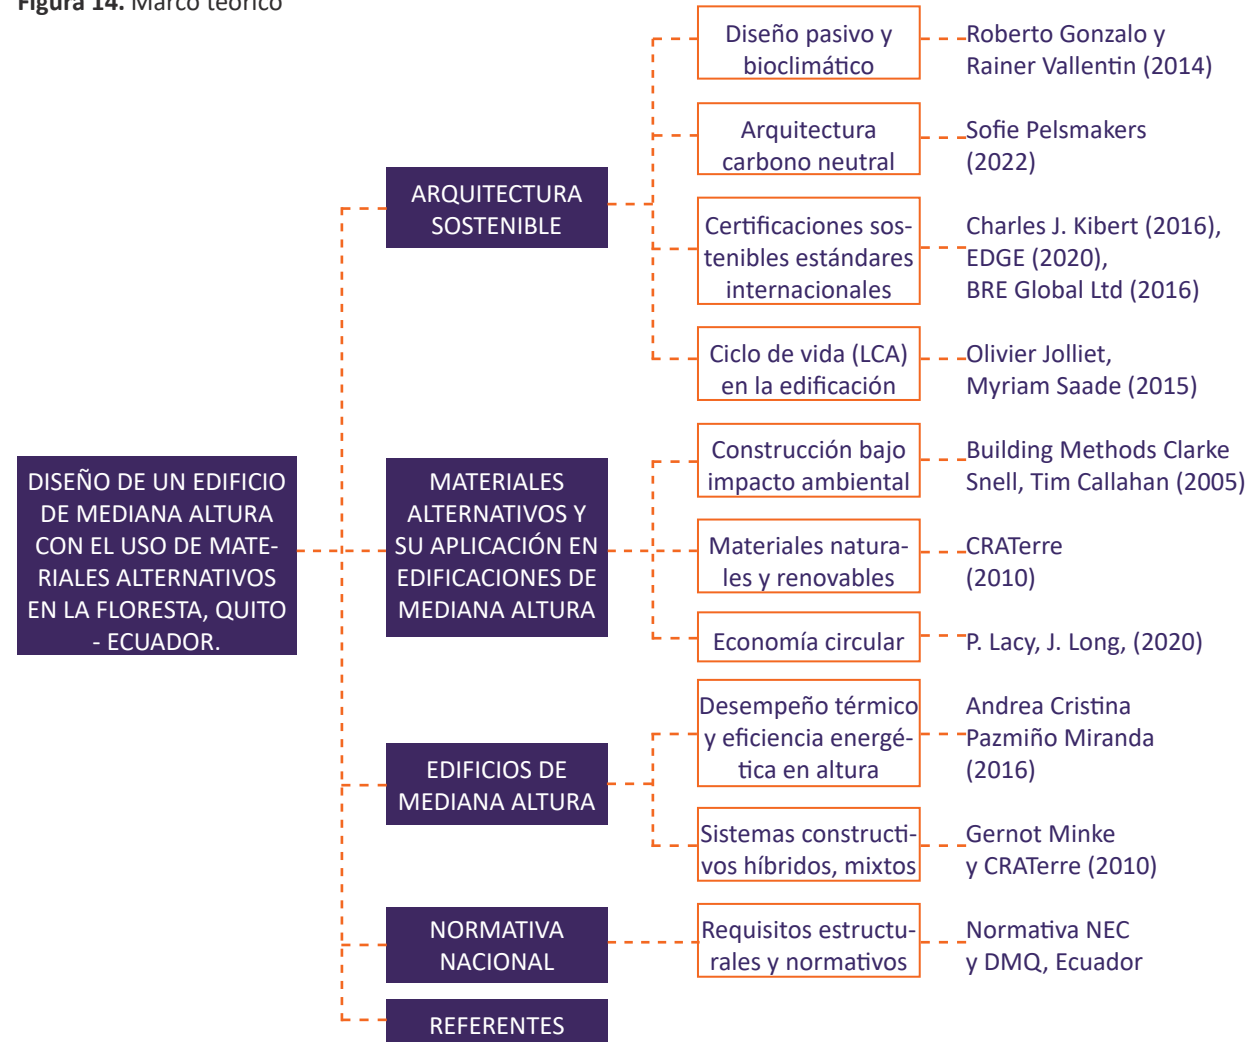 Figura 14. Marco teórico
DISEÑO DE UN EDIFICIO
DE MEDIANA ALTURA
CON EL USO DE MATE-
RIALES ALTERNATIVOS
EN LA FLORESTA, QUITO
- ECUADOR.
ARQUITECTURA
SOSTENIBLE
Diseño pasivo y
bioclimático
Roberto Gonzalo y
Rainer Vallentin (2014)
Arquitectura
carbono neutral
Sofie Pelsmakers
(2022)
Certificaciones sos-
tenibles estándares
internacionales
Charles J. Kibert (2016),
EDGE (2020),
BRE Global Ltd (2016)
Ciclo de vida (LCA)
en la edificación
Olivier Jolliet,
Myriam Saade (2015)
MATERIALES
ALTERNATIVOS Y
SU APLICACIÓN EN
EDIFICACIONES DE
MEDIANA ALTURA
Construcción bajo
impacto ambiental
Building Methods Clarke
Snell, Tim Callahan (2005)
Materiales natura-
les y renovables
CRATerre
(2010)
Economía circular
P. Lacy, J. Long, (2020)
EDIFICIOS DE
MEDIANA ALTURA
Desempeño térmico
y eficiencia energé-
tica en altura
Andrea Cristina
Pazmiño Miranda
(2016)
Sistemas constructi-
vos híbridos, mixtos
Gernot Minke
y CRATerre (2010)
NORMATIVA
NACIONAL
Requisitos estructu-
rales y normativos
Normativa NEC
y DMQ, Ecuador
REFERENTES